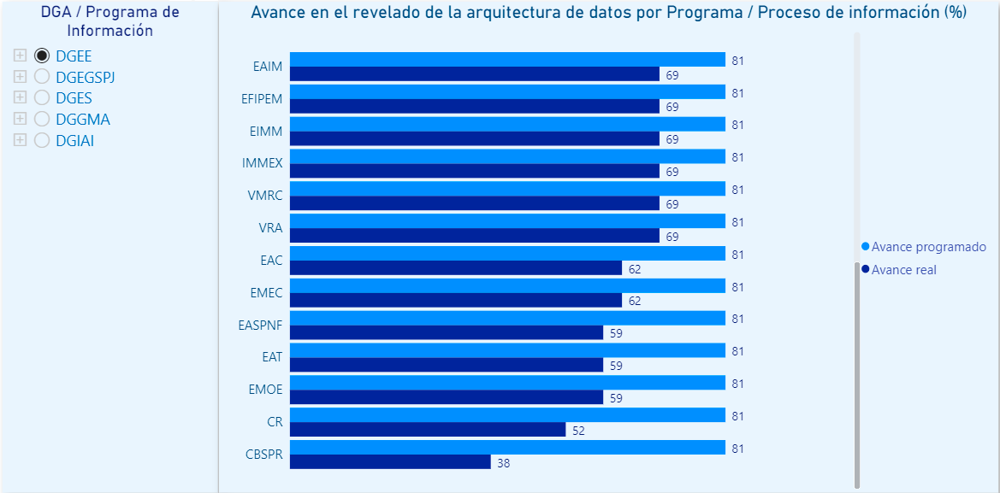 DGA / Programa de
Información
DGEE
DGEGSPJ
DGES
DGGMA
DGIAI
Avance en el revelado de la arquitectura de datos por Programa / Proceso de información (%)
EAIM 81
69
EFIPEM 81
69
EIMM 81
69
IMMEX 81
69
VMRC 81
69
VRA 81
69
EAC 81
62
EMEC 81
62
EASPNF 81
59
EAT 81
59
EMOE 81
59
CR 81
52
CBSPR 81
38
Avance programado
Avance real